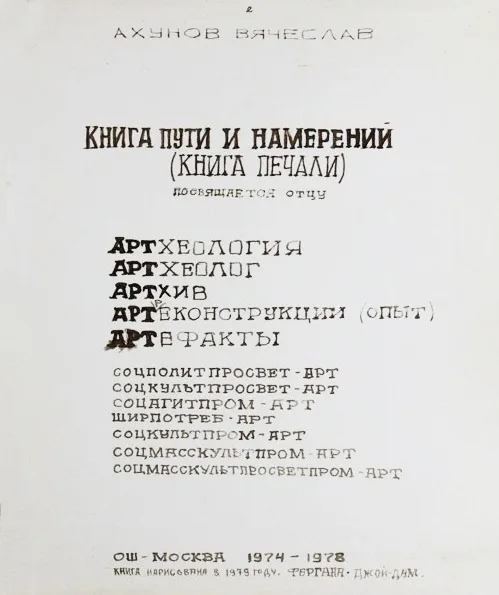 е
АХУНОВ ВЯЧЕСЛАВ
КНИГА ПУТИ И НАМЕРЕНИЙ
(КНИГА ПЕЧАЛИ)
ПОСВЯЩАЕТСЯ ОТЦУ
АРТХЕОЛОГИЯ
АРТХЕОЛОГ
АРТХИВ
АРТРЕКОНСТРУКЦИИ (ОПЫТ)
АРТЕФАКТЫ
СОЦПОЛИТПРОСВЕТ-АРТ
СОЦКУЛЬТПРОСВЕТ-АРТ
СОЦАГИТПРОМ-АРТ
ШИРПОТРЕБ-АРТ
СОЦКУЛЬТПРОМ-АРТ
СОЦМАССКУЛЬТПРОМ-АРТ
СОЦМАССКУЛЬТПРОСВЕТПРОМ-АРТ
ОШ-МОСКВА 1974-1978
КНИГА НАРИСОВАНА В 1979 ГОДУ. ФЕРГАНА. ДЖОЙ-ДАМ.